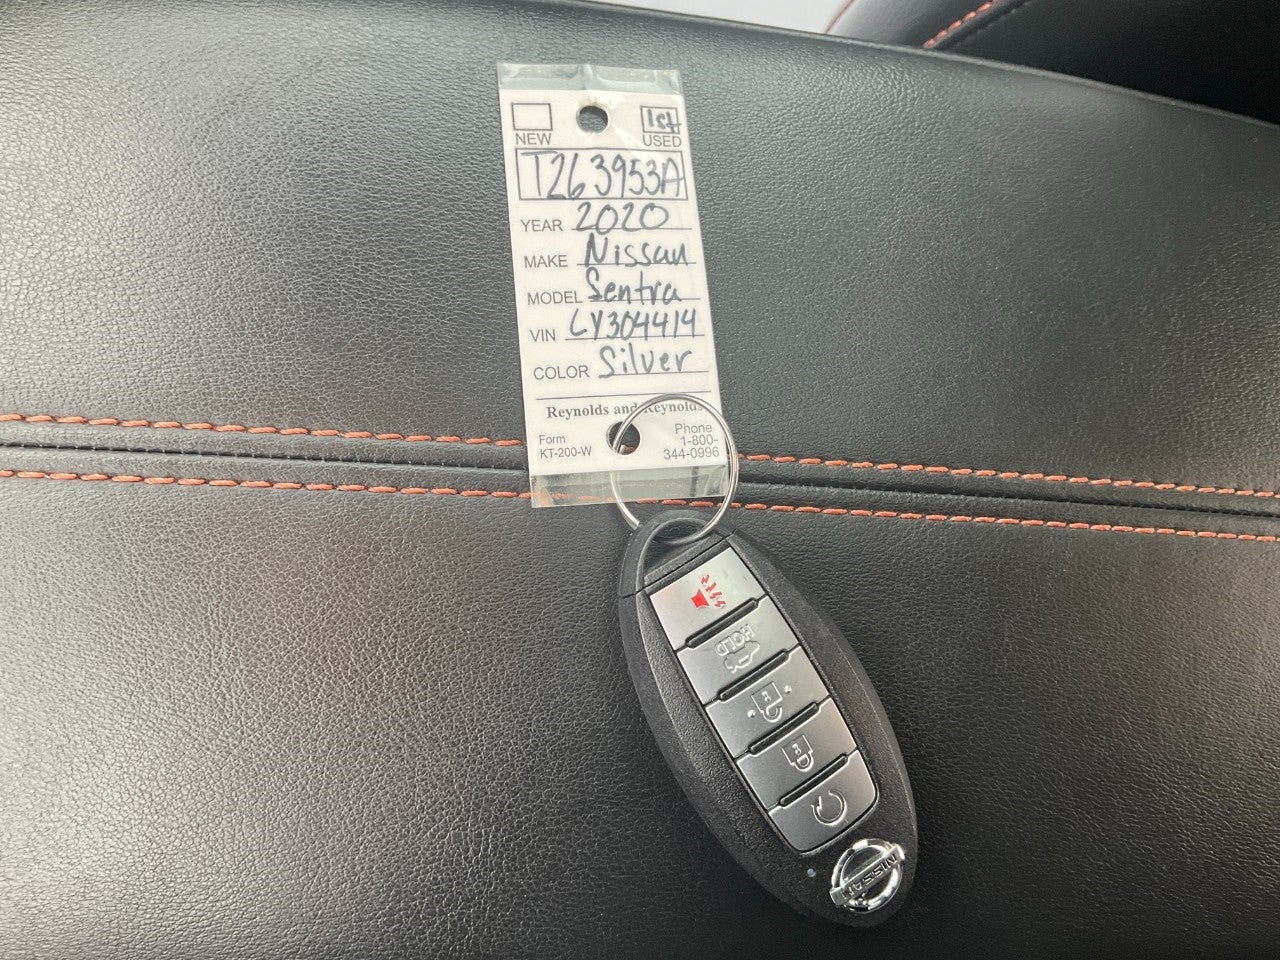 1st
NEW USED
T263953A
YEAR 2020
MAKE Nissan
MODEL Sentra
VIN LY304414
COLOR Silver
Reynolds and Reynolds
Form
KT-200-W
Phone
1-800-
344-0996
HOLD
NISSAN